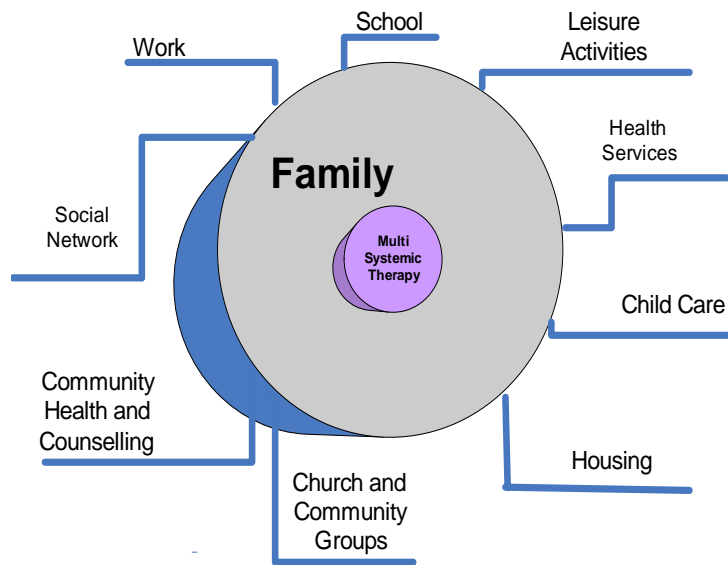 School
Leisure
Activities
Work
Health
Services
Family
Social
Network
Multi
Systemic
Therapy
Child Care
Community
Health and
Counselling
Housing
Church and
Community
Groups